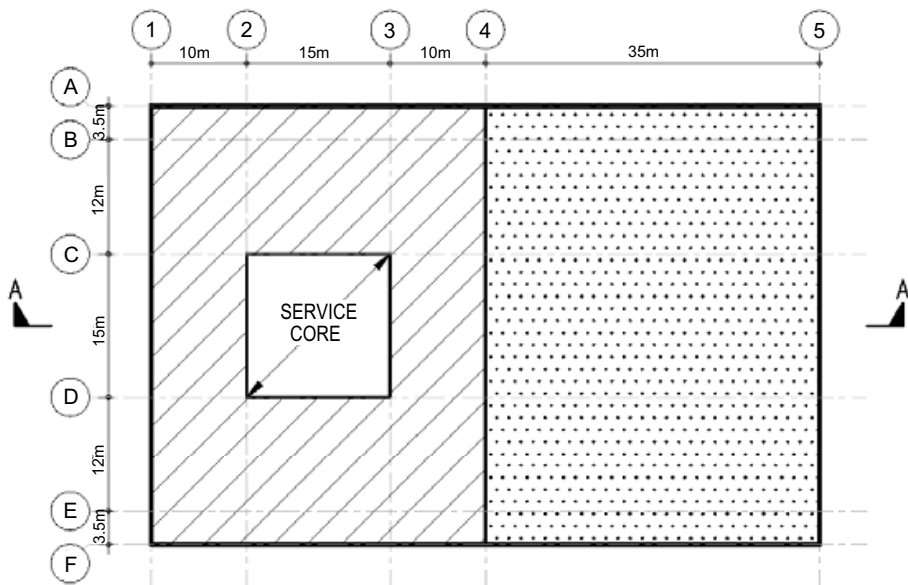 1 2 3 4 5
10m 15m 10m 35m
A
3.5m
B
12m
C
A A
SERVICE
CORE
15m
D
12m
E
3.5m
F